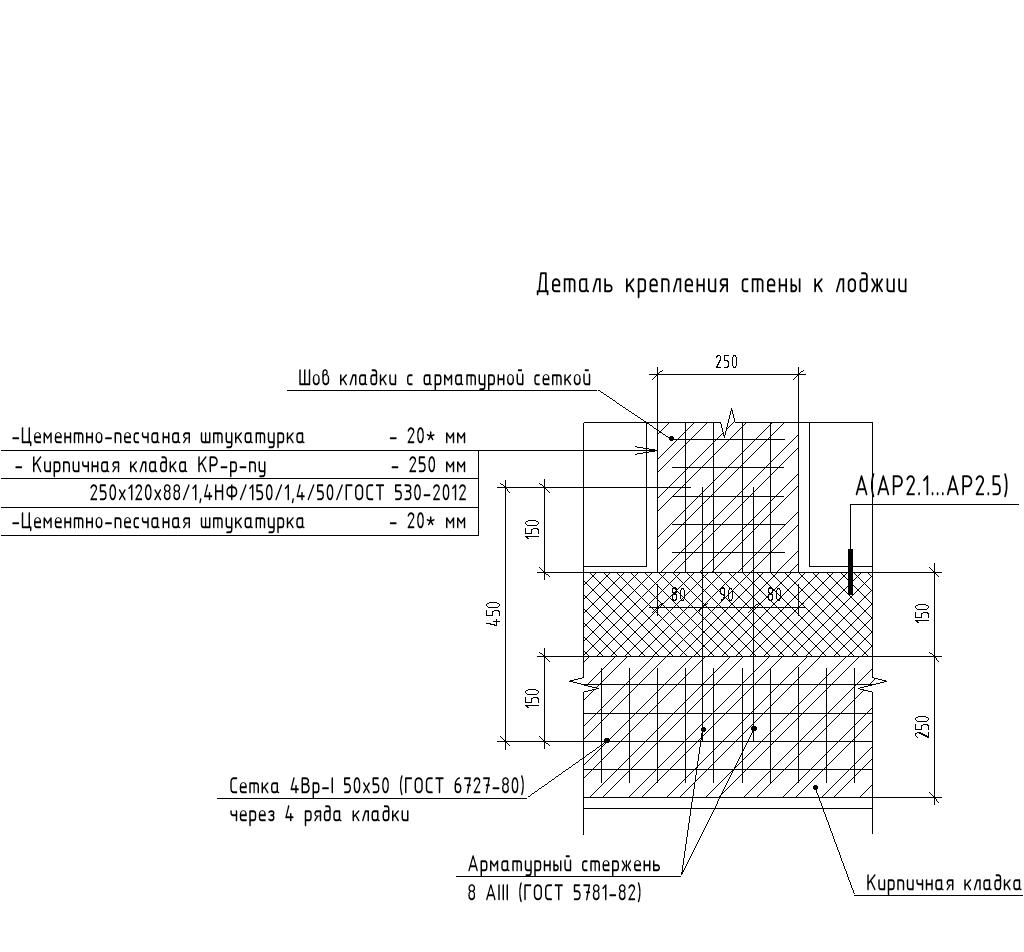 Деталь крепления стены к лоджии
250
Шов кладки с арматурной сеткой
-Цементно-песчаная штукатурка - 20* мм
- Кирпичная кладка КР-р-пу - 250 мм
250х120х88/1,4НФ/150/1,4/50/ГОСТ 530-2012
-Цементно-песчаная штукатурка - 20* мм
А(АР2.1...АР2.5)
150
80 90 80
450
150
150
250
Сетка 4Вр-I 50х50 (ГОСТ 6727-80)
через 4 ряда кладки
Арматурный стержень
8 АIII (ГОСТ 5781-82)
Кирпичная кладка